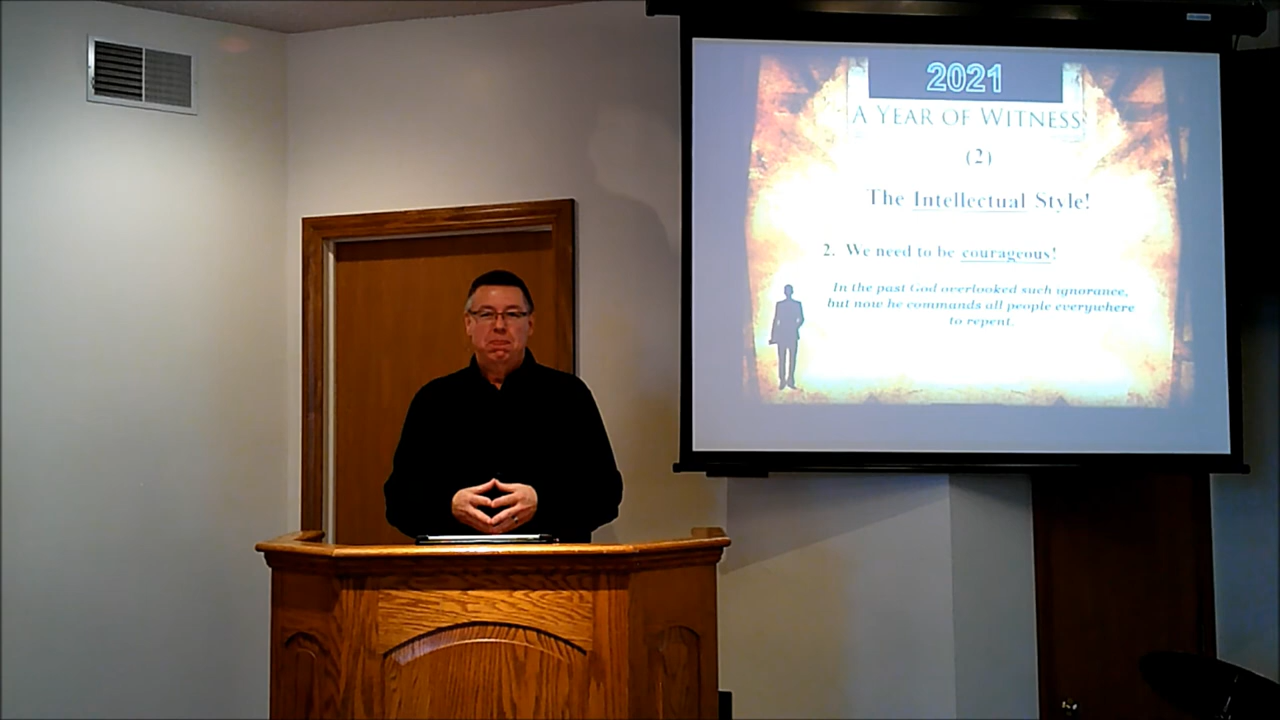 2021
A YEAR OF WITNESS
(2)
The Intellectual Style!
2. We need to be courageous!
In the past God overlooked such ignorance,
but now he commands all people everywhere
to repent.